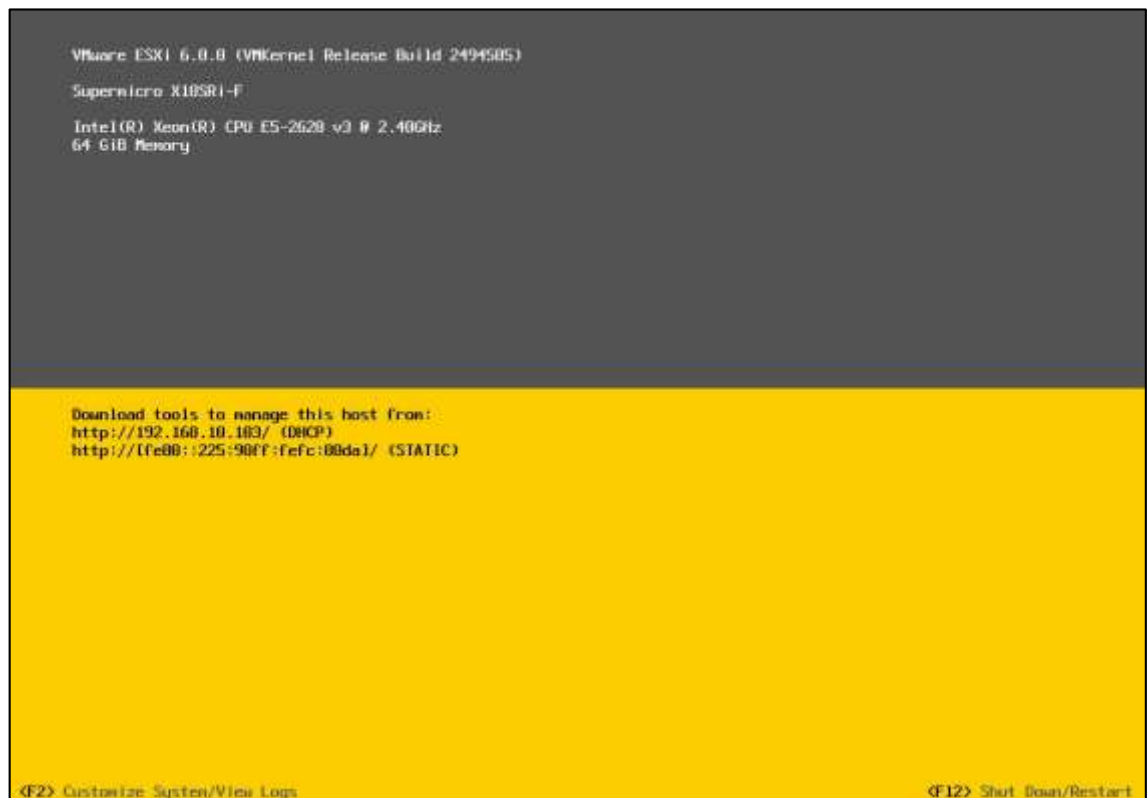 VMware ESXi 6.0.0 (VMKernel Release Build 2494585)
Supermicro X10SRi-F
Intel(R) Xeon(R) CPU E5-2620 v3 @ 2.40GHz
64 GiB Memory
Download tools to manage this host from:
http://192.168.10.103/ (DHCP)
http://[fe80::225:90ff:fefc:80da]/ (STATIC)
<F2> Customize System/View Logs
<F12> Shut Down/Restart